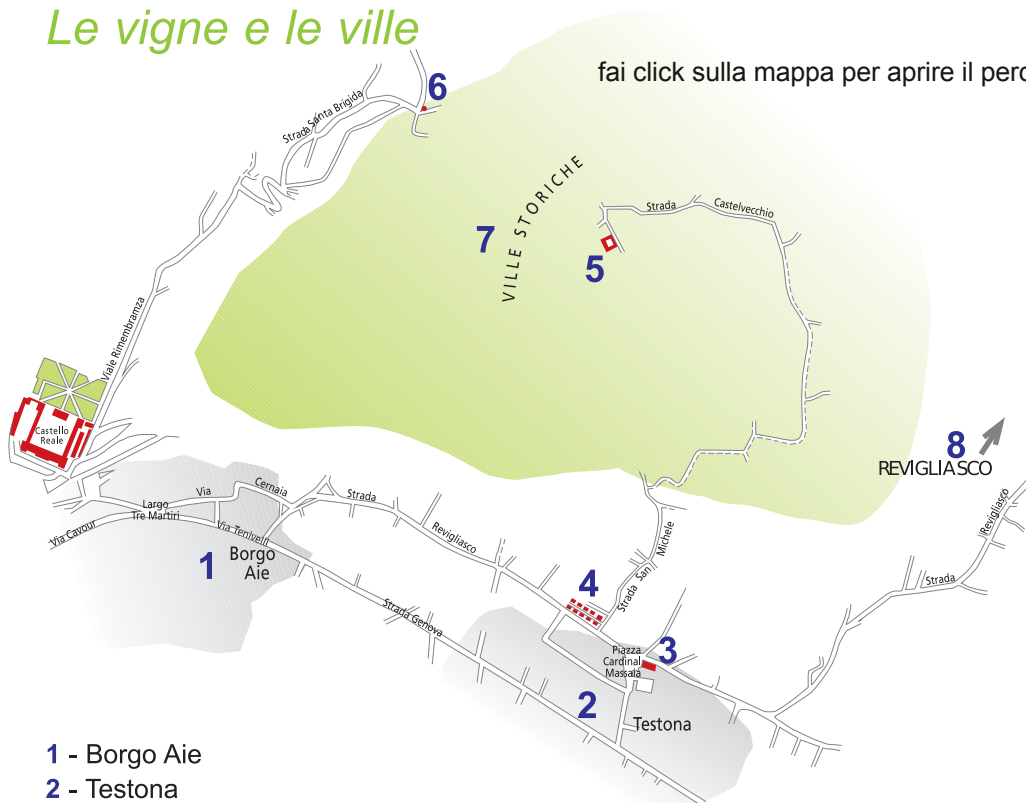 Le vigne e le ville
fai click sulla mappa per aprire il perc
6
Strada Santa Brigida
7
VILLE STORICHE
5
Strada Castelvecchio
Viale Rimembramza
Castello
Reale
8
REVIGLIASCO
Via Cernaia
Largo
Tre Martiri
Via Cavour
Via Tenivelli
1
Borgo
Aie
Strada Revigliasco
Strada San Michele
4
Strada Genova
Piazza
Cardinal
Massaia
3
2
Testona
Strada Revigliasco
1 - Borgo Aie
2 - Testona